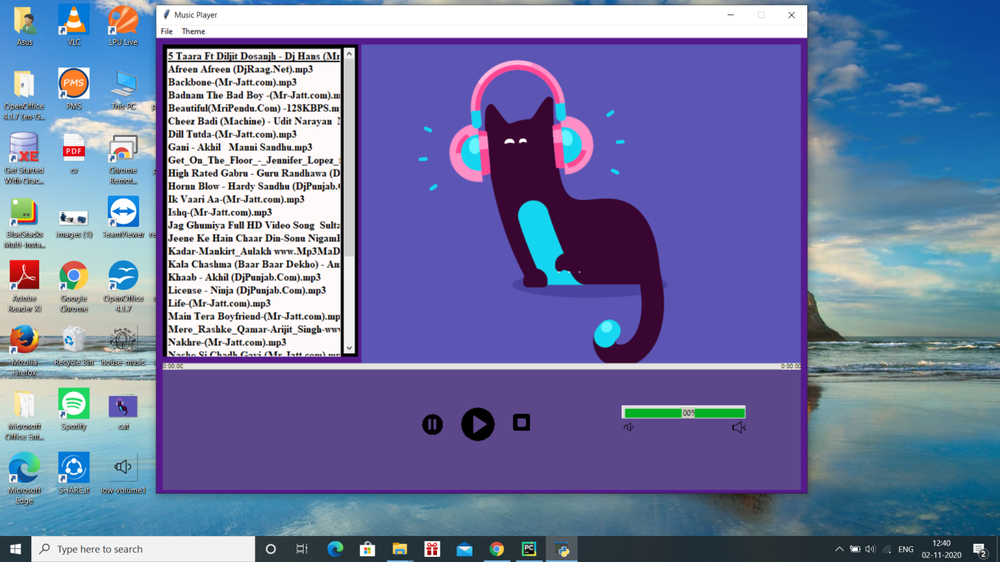 Music Player
File Theme
5 Taara Ft Diljit Dosanjh - Dj Hans (Mr
Afreen Afreen (DjRaag.Net).mp3
Backbone-(Mr-Jatt.com).mp3
Badnam The Bad Boy -(Mr-Jatt.com).m
Beautiful(MriPendu.Com) -128KBPS.m
Cheez Badi (Machine) - Udit Narayan
Dill Tutda-(Mr-Jatt.com).mp3
Gani - Akhil Manni Sandhu.mp3
Get_On_The_Floor_-_Jennifer_Lopez_
High Rated Gabru - Guru Randhawa (D
Hornn Blow - Hardy Sandhu (DjPunjab.
Ik Vaari Aa-(Mr-Jatt.com).mp3
Ishq-(Mr-Jatt.com).mp3
Jag Ghumiya Full HD Video Song Sulta
Jeene Ke Hain Chaar Din-Sonu Nigam
Kadar-Mankirt_Aulakh www.Mp3MaD
Kala Chashma (Baar Baar Dekho) - Am
Khaab - Akhil (DjPunjab.Com).mp3
License - Ninja (DjPunjab.Com).mp3
Life-(Mr-Jatt.com).mp3
Main Tera Boyfriend-(Mr-Jatt.com).mp
Mere_Rashke_Qamar-Arijit_Singh-ww
Nakhre-(Mr-Jatt.com).mp3
0:00:00
0:00:00
00%
Asus
VLC
LPU Live
OpenOffice
4.1.7 (en-G...
PMS
PMS
This PC
XE
Get Started
With Orac...
PDF
cv
Chrome
Remot...
BlueStacks
Multi-Insta...
images (1)
TeamViewer
Adobe
Reader XI
Google
Chrome
OpenOffice
4.1.7
Mozilla
Firefox
Recycle Bin
house-music
Microsoft
Office Ent...
Spotify
cat
Microsoft
Edge
SHAREit
low-volume1
Type here to search
PC
ENG
12:40
02-11-2020
2